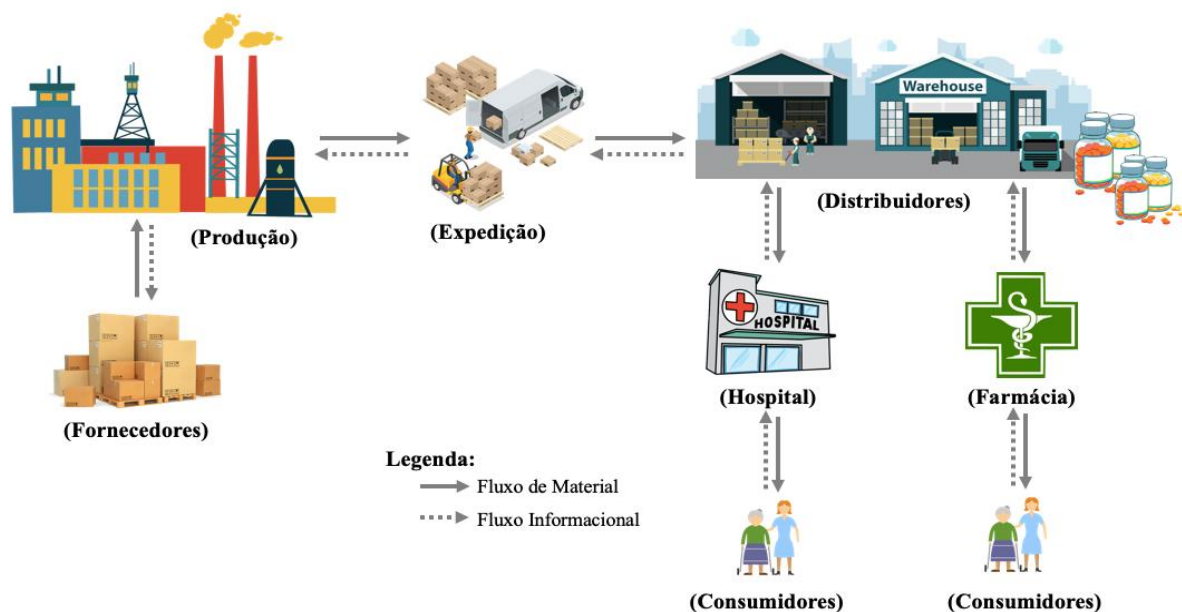 Warehouse
(Distribuidores)
(Produção)
(Expedição)
HOSPITAL
(Hospital)
(Farmácia)
(Fornecedores)
Legenda:
Fluxo de Material
Fluxo Informacional
(Consumidores)
(Consumidores)